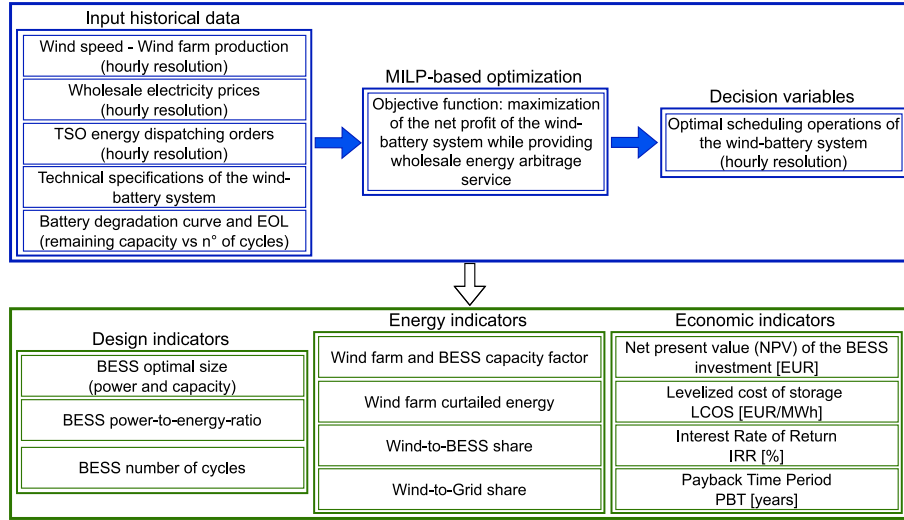 Input historical data
Wind speed - Wind farm production
(hourly resolution)
Wholesale electricity prices
(hourly resolution)
TSO energy dispatching orders
(hourly resolution)
Technical specifications of the wind-
battery system
Battery degradation curve and EOL
(remaining capacity vs n° of cycles)
MILP-based optimization
Objective function: maximization
of the net profit of the wind-
battery system while providing
wholesale energy arbitrage
service
Decision variables
Optimal scheduling operations of
the wind-battery system
(hourly resolution)
Design indicators
BESS optimal size
(power and capacity)
BESS power-to-energy-ratio
BESS number of cycles
Energy indicators
Wind farm and BESS capacity factor
Wind farm curtailed energy
Wind-to-BESS share
Wind-to-Grid share
Economic indicators
Net present value (NPV) of the BESS
investment [EUR]
Levelized cost of storage
LCOS [EUR/MWh]
Interest Rate of Return
IRR [%]
Payback Time Period
PBT [years]